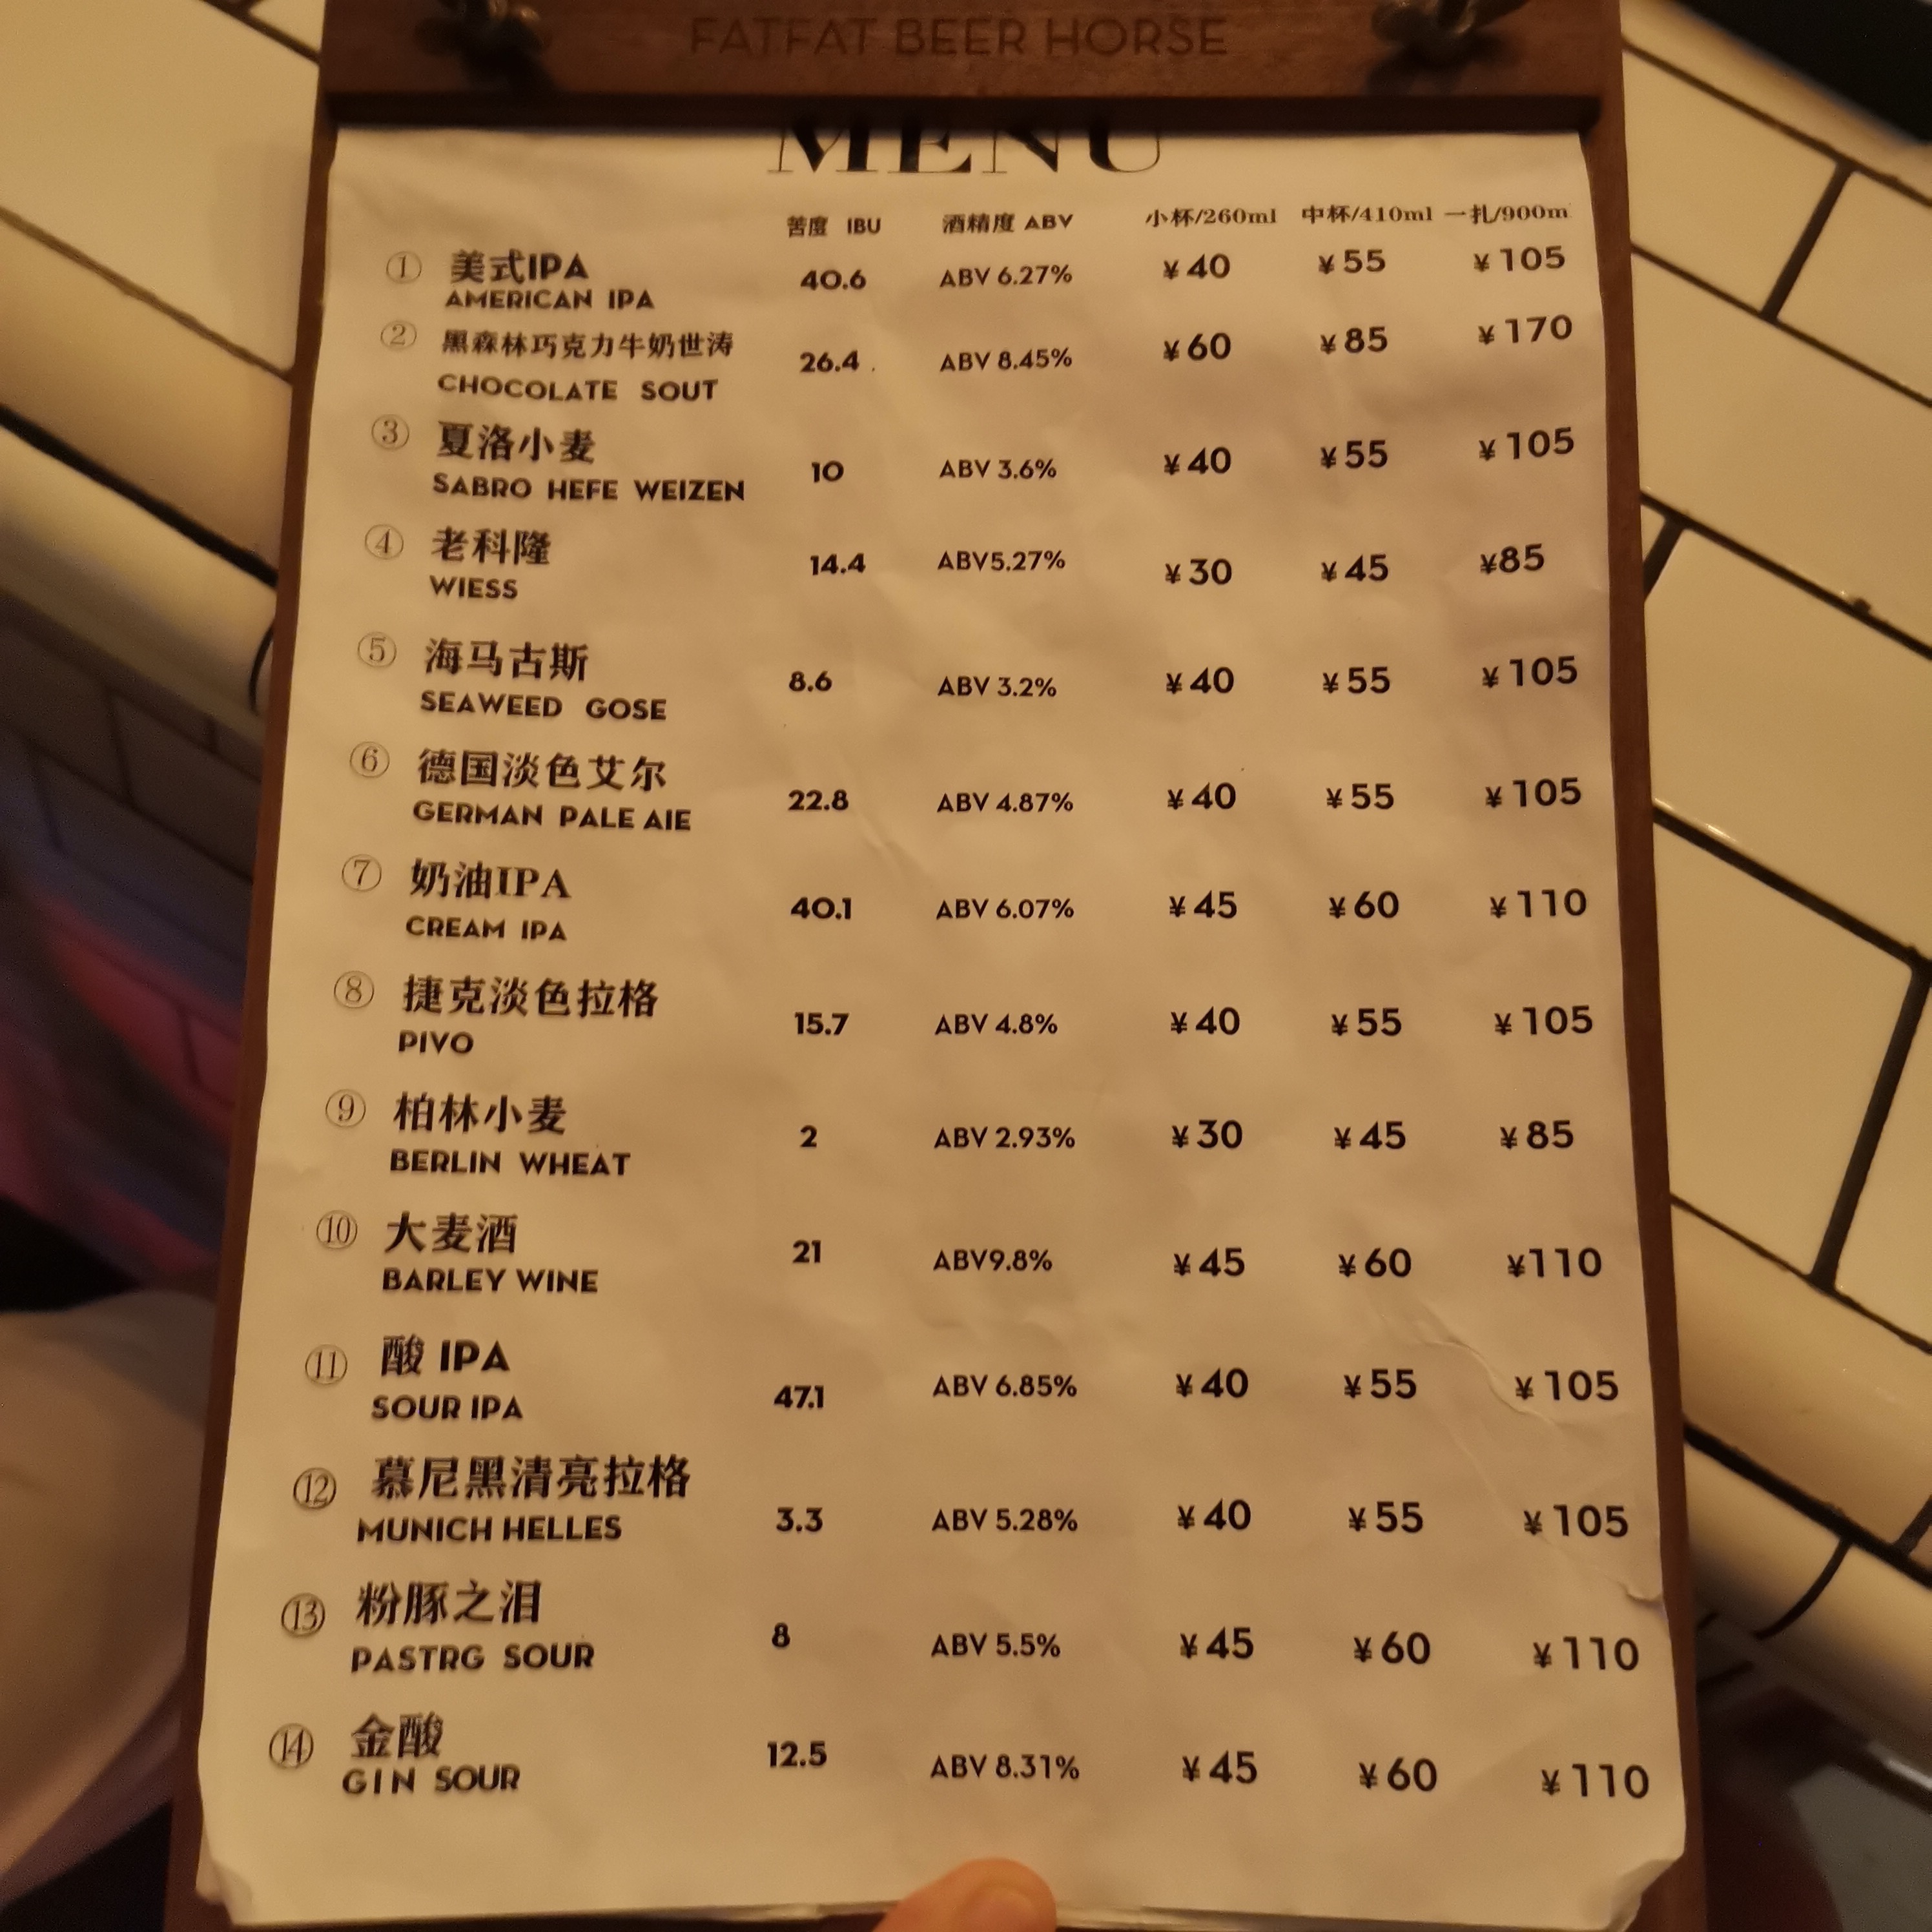 FATFAT BEER HORSE
MENU
苦度 IBU 酒精度 ABV 小杯/260ml 中杯/410ml 一扎/900m
① 美式IPA 40.6 ABV 6.27% ¥40 ¥55 ¥105
AMERICAN IPA
② 黑森林巧克力牛奶世涛 26.4 ABV 8.45% ¥60 ¥85 ¥170
CHOCOLATE SOUT
③ 夏洛小麦 10 ABV 3.6% ¥40 ¥55 ¥105
SABRO HEFE WEIZEN
④ 老科隆 14.4 ABV5.27% ¥30 ¥45 ¥85
WIESS
⑤ 海马古斯 8.6 ABV 3.2% ¥40 ¥55 ¥105
SEAWEED GOSE
⑥ 德国淡色艾尔 22.8 ABV 4.87% ¥40 ¥55 ¥105
GERMAN PALE AIE
⑦ 奶油IPA 40.1 ABV 6.07% ¥45 ¥60 ¥110
CREAM IPA
⑧ 捷克淡色拉格 15.7 ABV 4.8% ¥40 ¥55 ¥105
PIVO
⑨ 柏林小麦 2 ABV 2.93% ¥30 ¥45 ¥85
BERLIN WHEAT
⑩ 大麦酒 21 ABV9.8% ¥45 ¥60 ¥110
BARLEY WINE
⑪ 酸 IPA 47.1 ABV 6.85% ¥40 ¥55 ¥105
SOUR IPA
⑫ 慕尼黑清亮拉格 3.3 ABV 5.28% ¥40 ¥55 ¥105
MUNICH HELLES
⑬ 粉豚之泪 8 ABV 5.5% ¥45 ¥60 ¥110
PASTRG SOUR
⑭ 金酸 12.5 ABV 8.31% ¥45 ¥60 ¥110
GIN SOUR